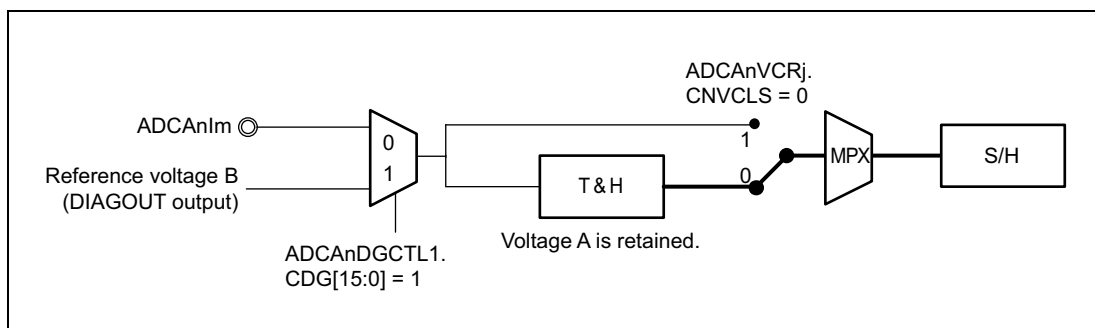 ADCAnVCRj.
CNVCLS = 0
ADCAnIm
0
1
1
Reference voltage B
(DIAGOUT output)
T & H
0
MPX
S/H
Voltage A is retained.
ADCAnDGCTL1.
CDG[15:0] = 1